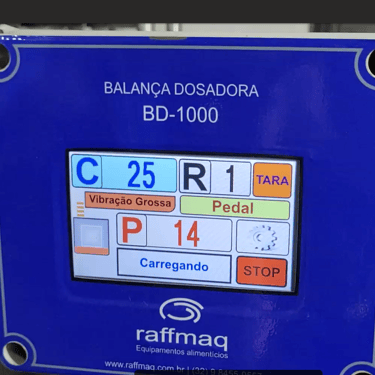 BALANÇA DOSADORA
BD-1000
C 25 R 1 TARA
Vibração Grossa Pedal
P 14
Carregando STOP
raffmaq
Equipamentos alimentícios
www.raffmaq.com.br